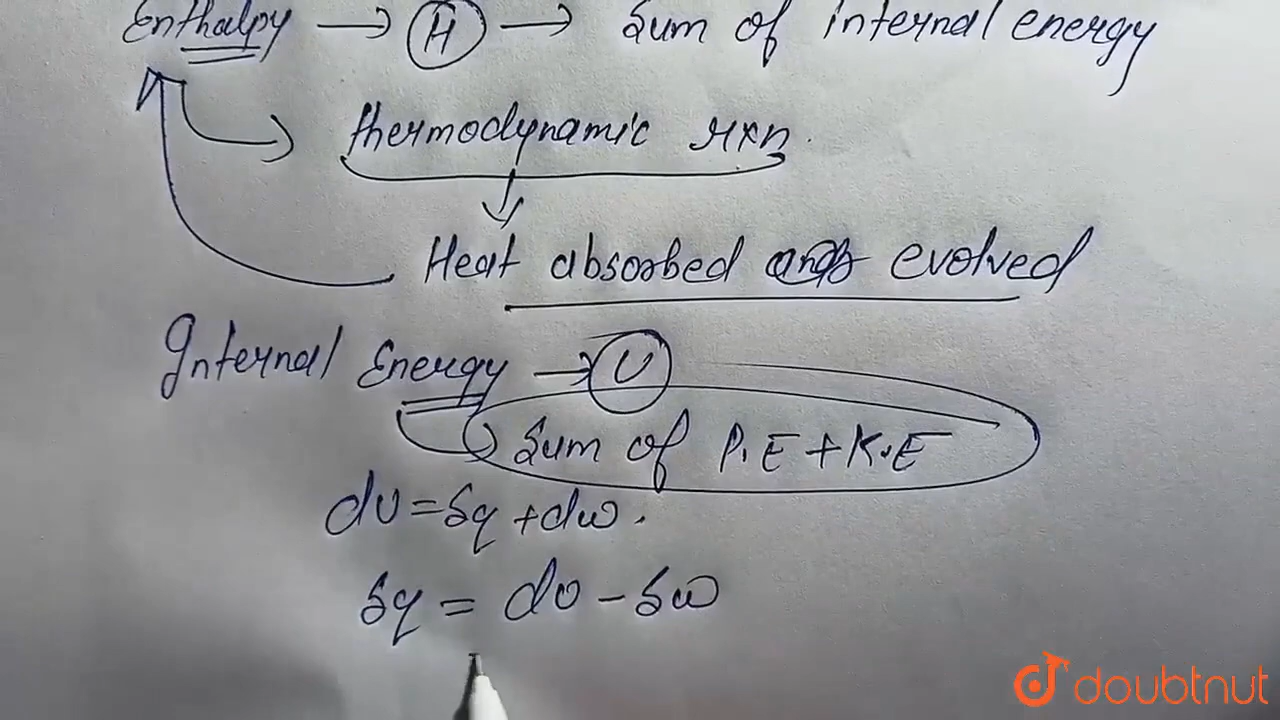 Enthalpy → H → Sum of internal energy
thermodynamic rxn.
Heat absorbed evolved
Internal Energy → U
Sum of P.E + K.E
dU = δq + dw.
δq = dU - δw
doubtnut